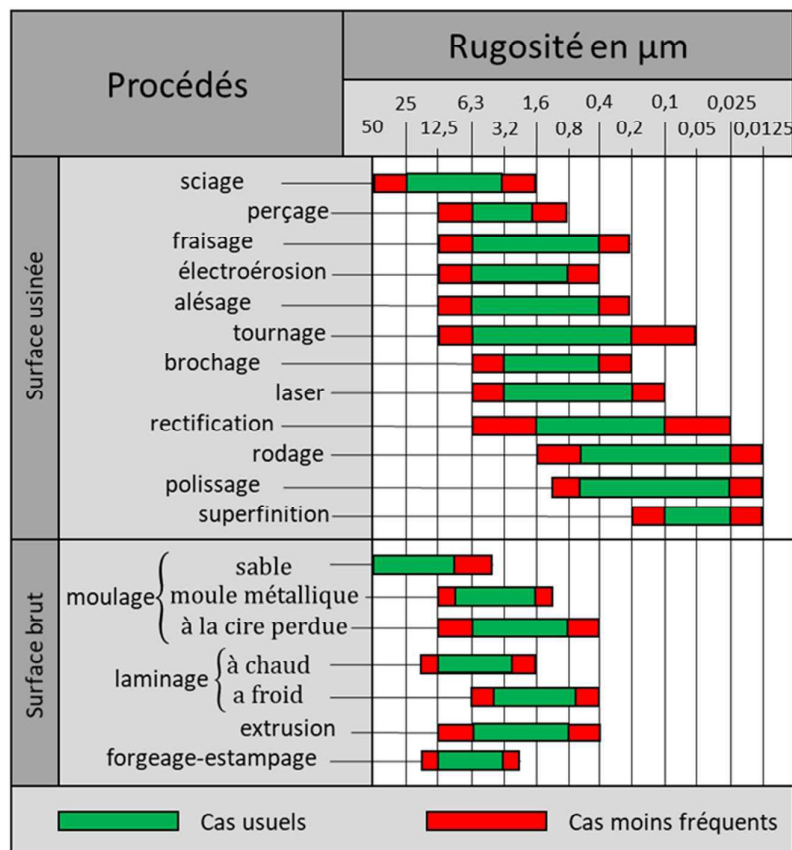 Procédés
Rugosité en µm
25 6,3 1,6 0,4 0,1 0,025
50 12,5 3,2 0,8 0,2 0,05 0,0125
Surface usinée
sciage
perçage
fraisage
électroérosion
alésage
tournage
brochage
laser
rectification
rodage
polissage
superfinition
Surface brut
moulage
sable
moule métallique
à la cire perdue
laminage
à chaud
a froid
extrusion
forgeage-estampage
Cas usuels
Cas moins fréquents